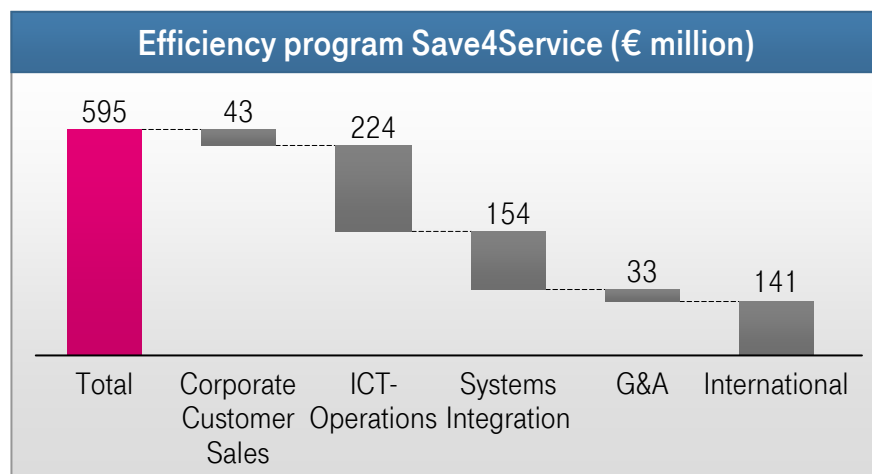 Efficiency program Save4Service (€ million)
595
43
224
154
33
141
Total
Corporate
Customer
Sales
ICT-
Operations
Systems
Integration
G&A
International